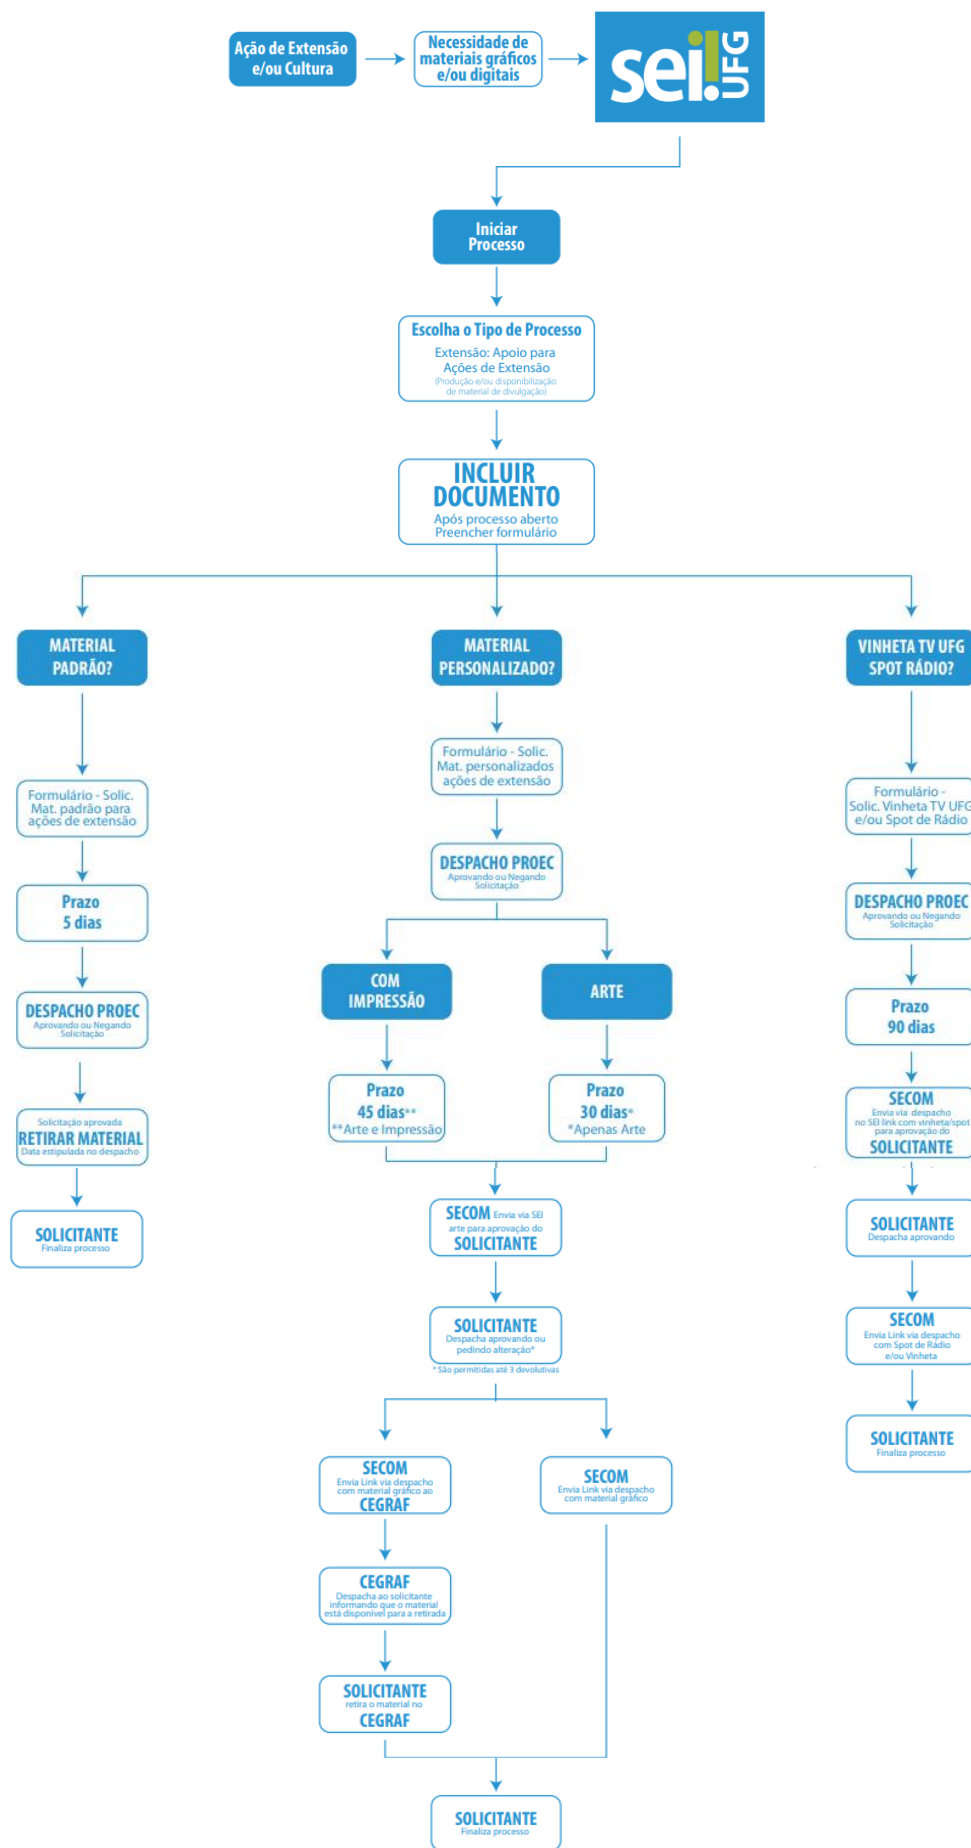 Ação de Extensão
e/ou Cultura
Necessidade de
materiais gráficos
e/ou digitais
sei!
UFG
Iniciar
Processo
Escolha o Tipo de Processo
Extensão: Apoio para
Ações de Extensão
(Produção e/ou disponibilização
de material de divulgação)
INCLUIR
DOCUMENTO
Após processo aberto
Preencher formulário
MATERIAL
PADRÃO?
Formulário - Solic.
Mat. padrão para
ações de extensão
Prazo
5 dias
DESPACHO PROEC
Aprovando ou Negando
Solicitação
Solicitação aprovada
RETIRAR MATERIAL
Data estipulada no despacho
SOLICITANTE
Finaliza processo
MATERIAL
PERSONALIZADO?
Formulário - Solic.
Mat. personalizados
ações de extensão
DESPACHO PROEC
Aprovando ou Negando
Solicitação
COM
IMPRESSÃO
Prazo
45 dias**
**Arte e Impressão
ARTE
Prazo
30 dias*
*Apenas Arte
SECOM Envia via SEI
arte para aprovação do
SOLICITANTE
SOLICITANTE
Despacha aprovando ou
pedindo alteração*
* São permitidas até 3 devolutivas
SECOM
Envia Link via despacho
com material gráfico ao
CEGRAF
CEGRAF
Despacha ao solicitante
informando que o material
está disponível para a retirada
SOLICITANTE
retira o material no
CEGRAF
SECOM
Envia Link via despacho
com material gráfico
SOLICITANTE
Finaliza processo
VINHETA TV UFG
SPOT RÁDIO?
Formulário -
Solic. Vinheta TV UFG
e/ou Spot de Rádio
DESPACHO PROEC
Aprovando ou Negando
Solicitação
Prazo
90 dias
SECOM
Envia via despacho
no SEI link com vinheta/spot
para aprovação do
SOLICITANTE
SOLICITANTE
Despacha aprovando
SECOM
Envia Link via despacho
com Spot de Rádio
e/ou Vinheta
SOLICITANTE
Finaliza processo